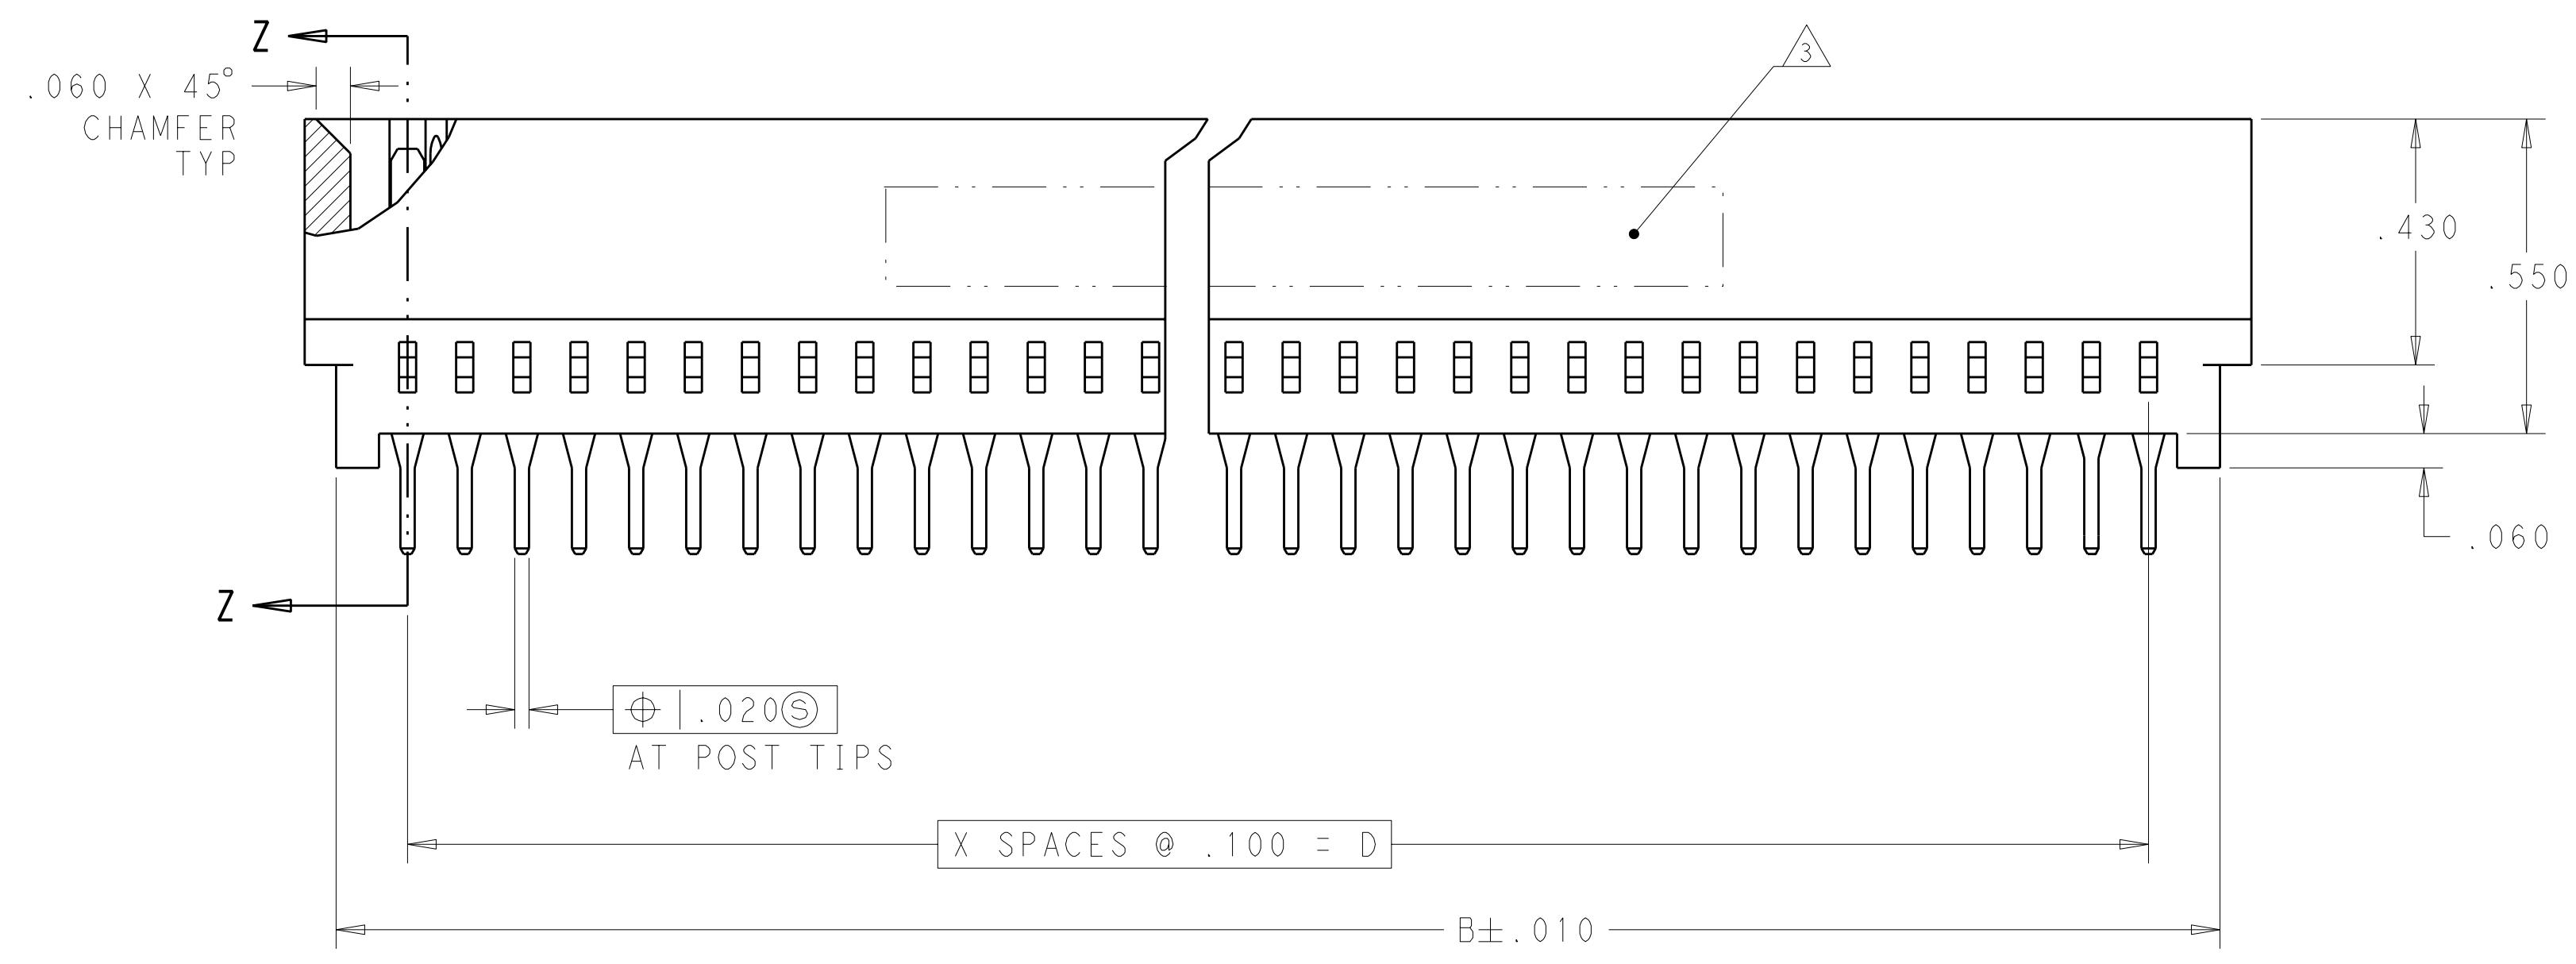 Z
3
.060 X 45°
CHAMFER
TYP
.430
.550
.060
Z
⌖ .020Ⓢ
AT POST TIPS
X SPACES @ .100 = D
B±.010